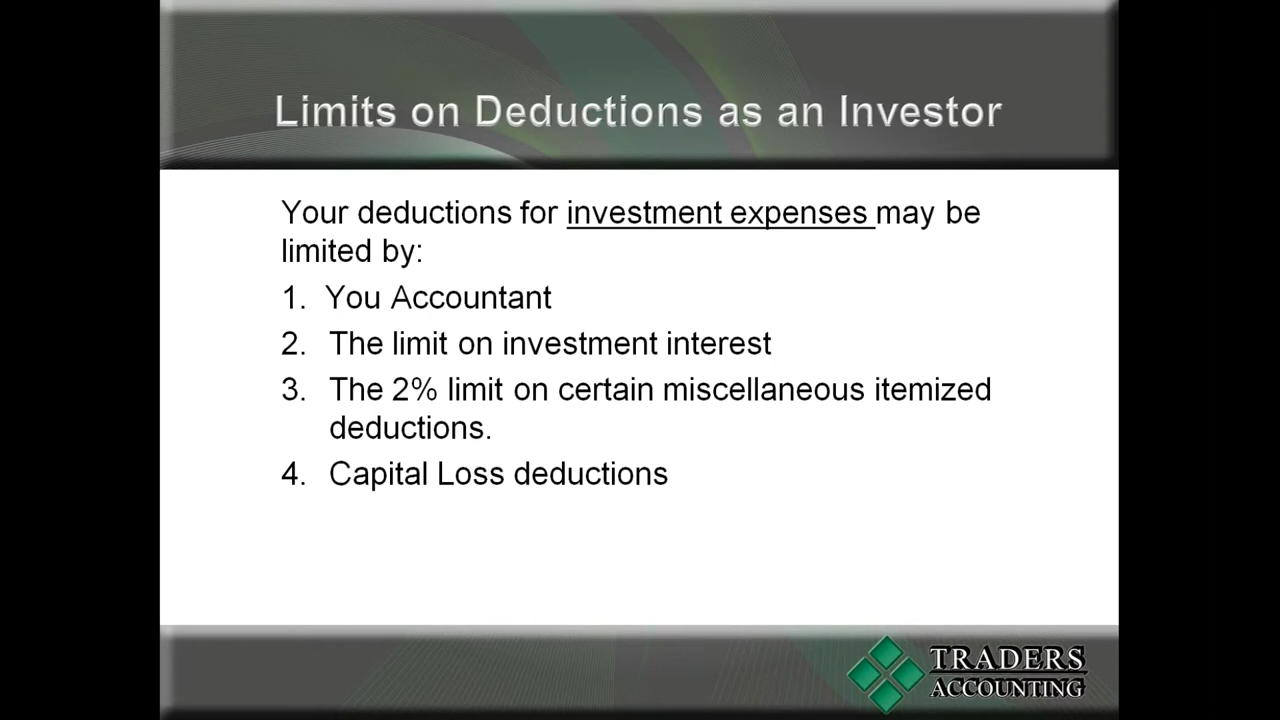 Limits on Deductions as an Investor
Your deductions for investment expenses may be
limited by:
1. You Accountant
2. The limit on investment interest
3. The 2% limit on certain miscellaneous itemized
deductions.
4. Capital Loss deductions
TRADERS
ACCOUNTING